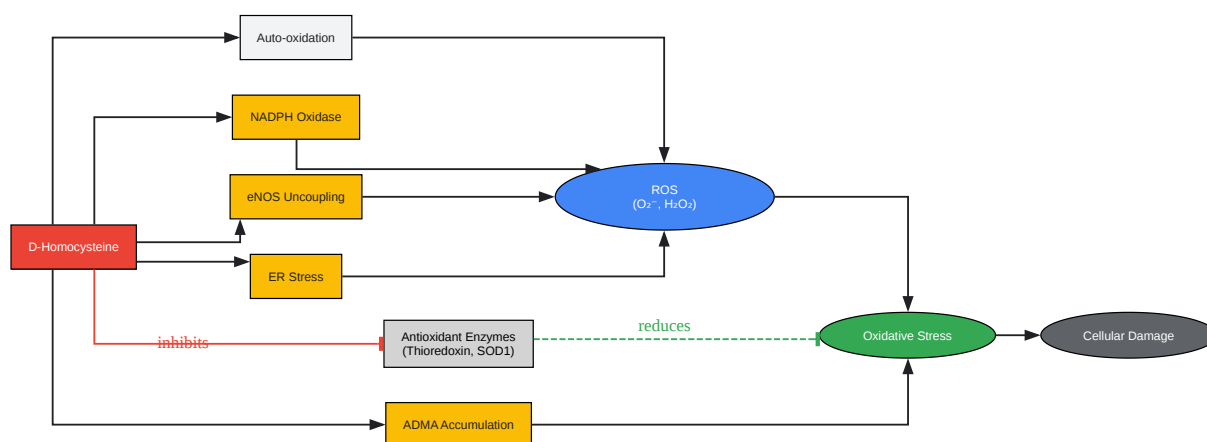 Auto-oxidation
NADPH Oxidase
eNOS Uncoupling
ROS
(O₂⁻, H₂O₂)
D-Homocysteine
ER Stress
inhibits
Antioxidant Enzymes
(Thioredoxin, SOD1)
reduces
Oxidative Stress
Cellular Damage
ADMA Accumulation